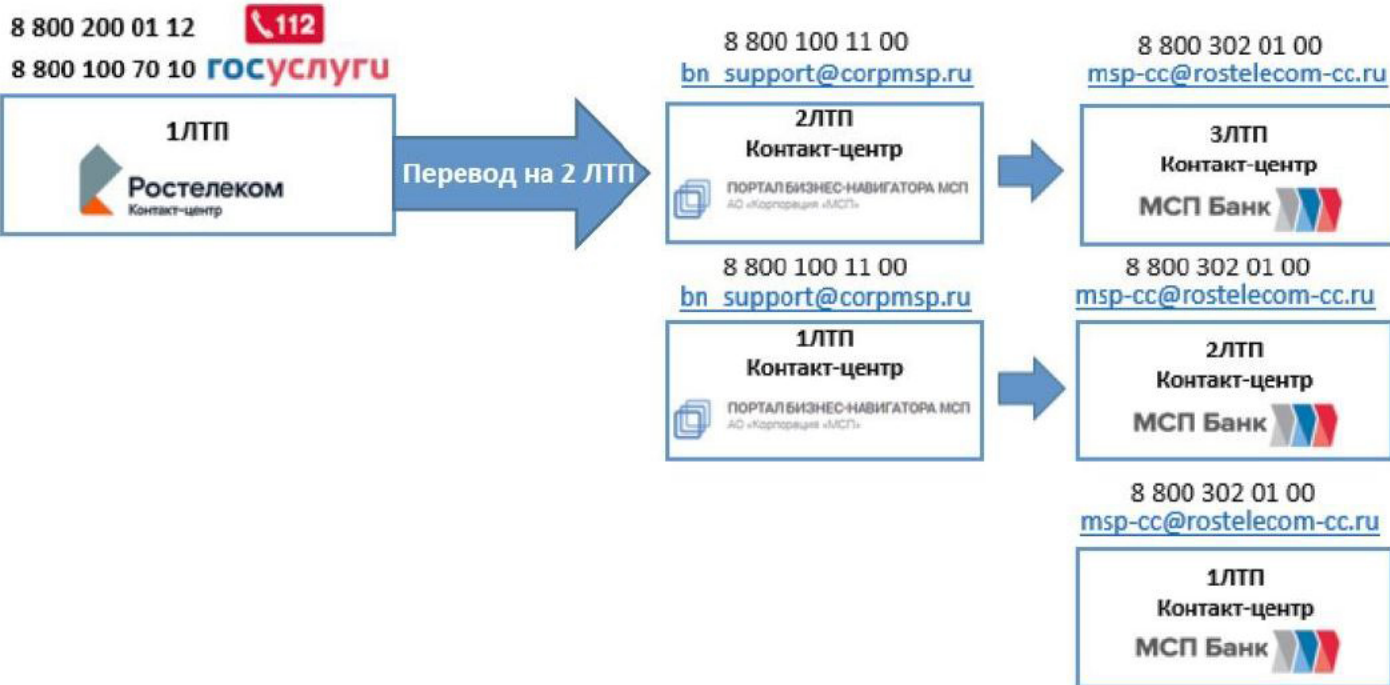 8 800 200 01 12
112
8 800 100 70 10 госуслуги
1ЛТП
Ростелеком
Контакт-центр
Перевод на 2 ЛТП
8 800 100 11 00
bn_support@corpmsp.ru
2ЛТП
Контакт-центр
ПОРТАЛ БИЗНЕС-НАВИГАТОРА МСП
АО «Корпорация «МСП»
8 800 302 01 00
msp-cc@rostelecom-cc.ru
3ЛТП
Контакт-центр
МСП Банк
8 800 100 11 00
bn_support@corpmsp.ru
1ЛТП
Контакт-центр
ПОРТАЛ БИЗНЕС-НАВИГАТОРА МСП
АО «Корпорация «МСП»
8 800 302 01 00
msp-cc@rostelecom-cc.ru
2ЛТП
Контакт-центр
МСП Банк
8 800 302 01 00
msp-cc@rostelecom-cc.ru
1ЛТП
Контакт-центр
МСП Банк